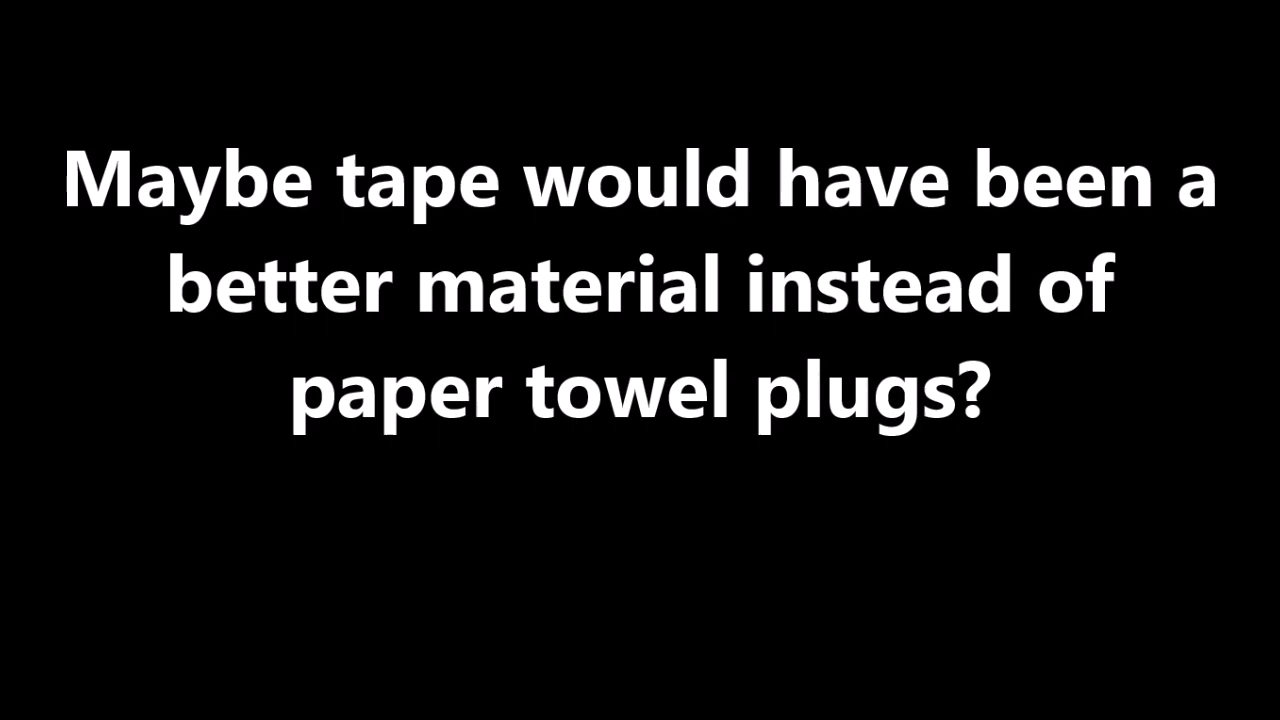 Maybe tape would have been a
better material instead of
paper towel plugs?